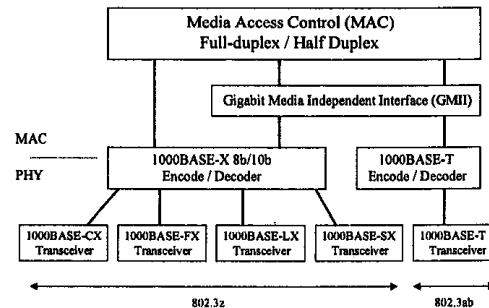 Media Access Control (MAC)
Full-duplex / Half Duplex
Gigabit Media Independent Interface (GMII)
MAC
PHY
1000BASE-X 8b/10b
Encode / Decoder
1000BASE-T
Encode / Decoder
1000BASE-CX
Transceiver
1000BASE-FX
Transceiver
1000BASE-LX
Transceiver
1000BASE-SX
Transceiver
1000BASE-T
Transceiver
802.3z
802.3ab